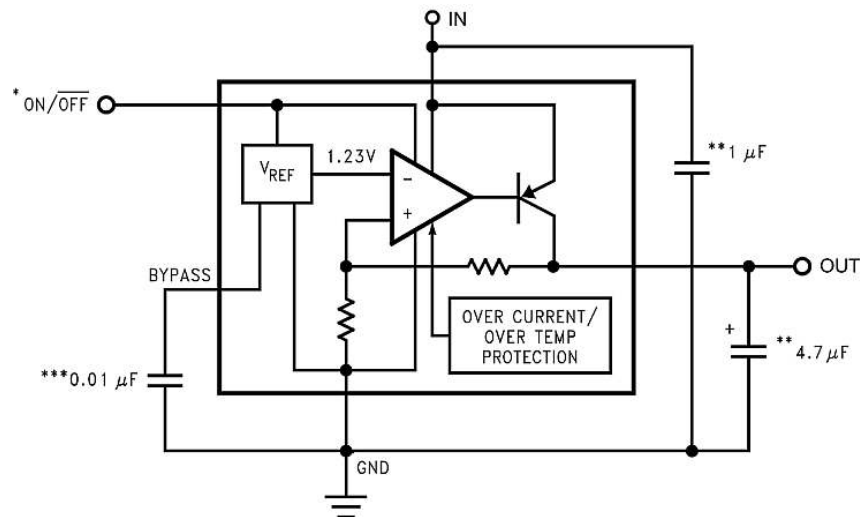 IN
* ON/OFF
**1 µF
1.23V
VREF
−
+
BYPASS
OUT
OVER CURRENT/
OVER TEMP
PROTECTION
+
**4.7 µF
***0.01 µF
GND